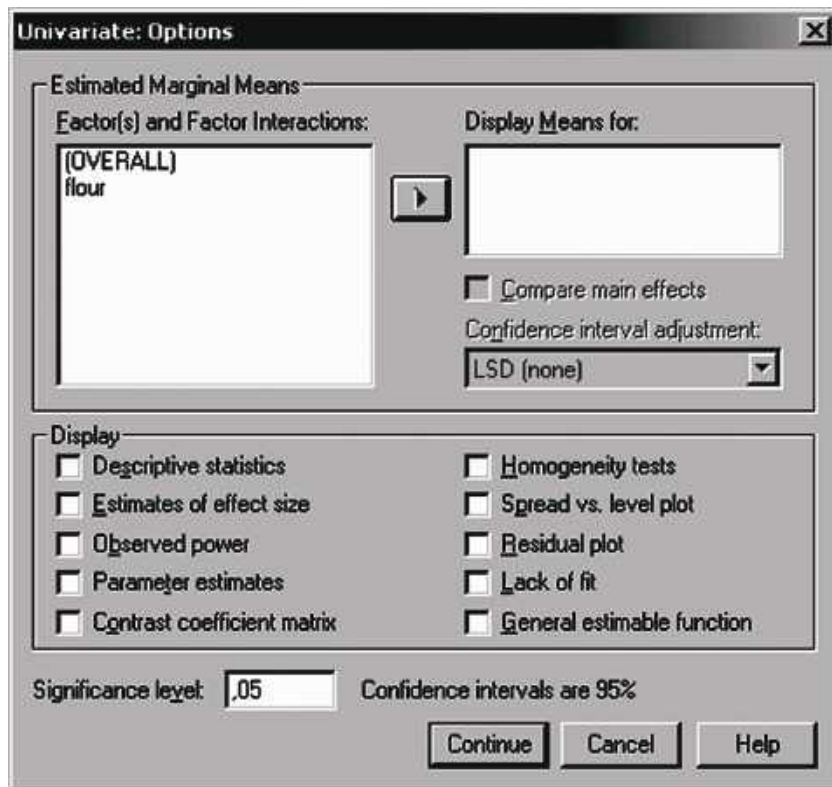 Univariate: Options
Estimated Marginal Means
Factor(s) and Factor Interactions:
(OVERALL)
flour
Display Means for:
Compare main effects
Confidence interval adjustment:
LSD (none)
Display
Descriptive statistics
Estimates of effect size
Observed power
Parameter estimates
Contrast coefficient matrix
Homogeneity tests
Spread vs. level plot
Residual plot
Lack of fit
General estimable function
Significance level: ,05 Confidence intervals are 95%
Continue Cancel Help